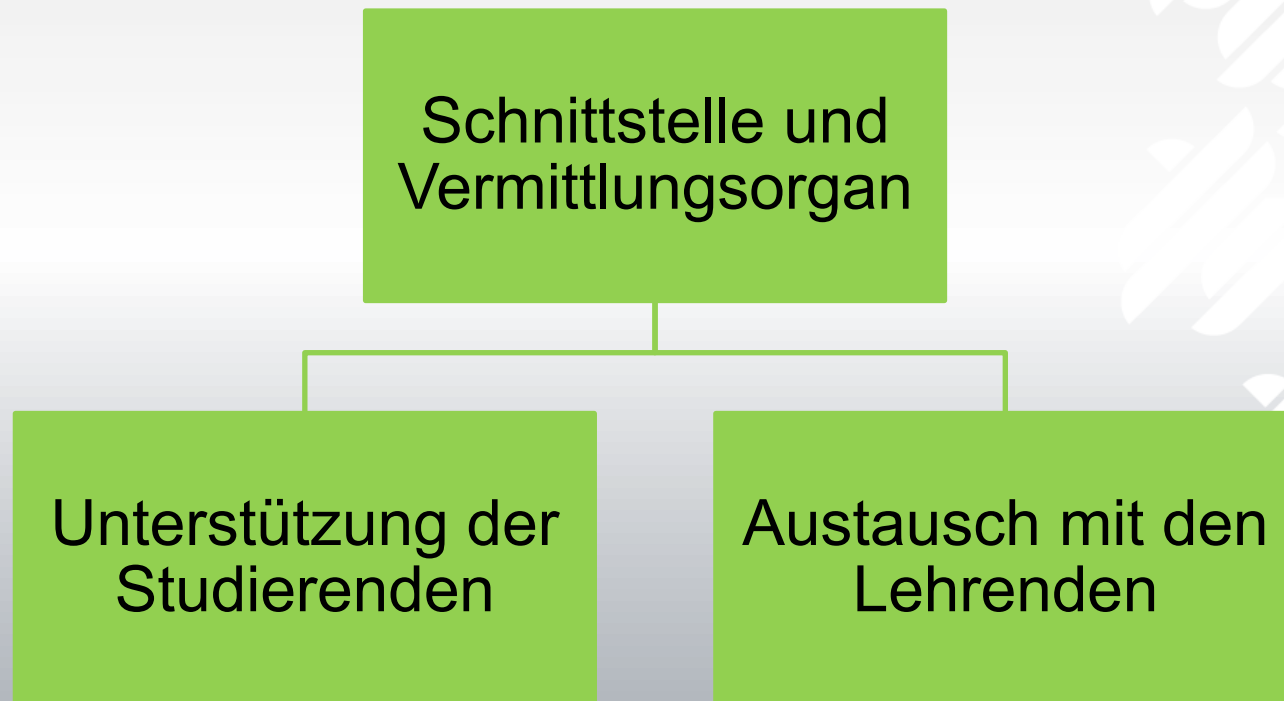 Schnittstelle und
Vermittlungsorgan
Unterstützung der
Studierenden
Austausch mit den
Lehrenden